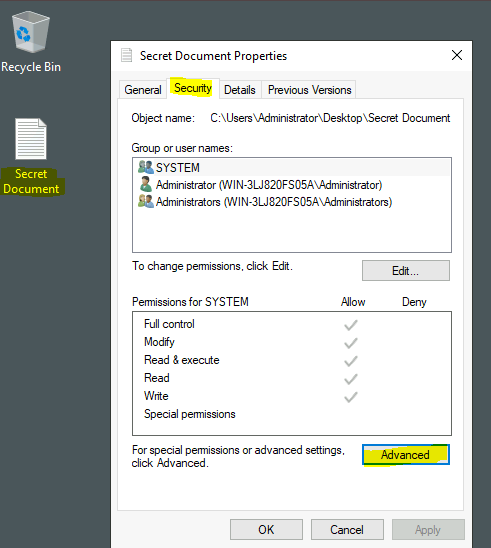 Recycle Bin
Secret
Document
Secret Document Properties
General Security Details Previous Versions
Object name: C:\Users\Administrator\Desktop\Secret Document
Group or user names:
SYSTEM
Administrator (WIN-3LJ820FS05A\Administrator)
Administrators (WIN-3LJ820FS05A\Administrators)
To change permissions, click Edit.
Edit...
Permissions for SYSTEM Allow Deny
Full control
Modify
Read & execute
Read
Write
Special permissions
For special permissions or advanced settings,
click Advanced.
Advanced
OK Cancel Apply